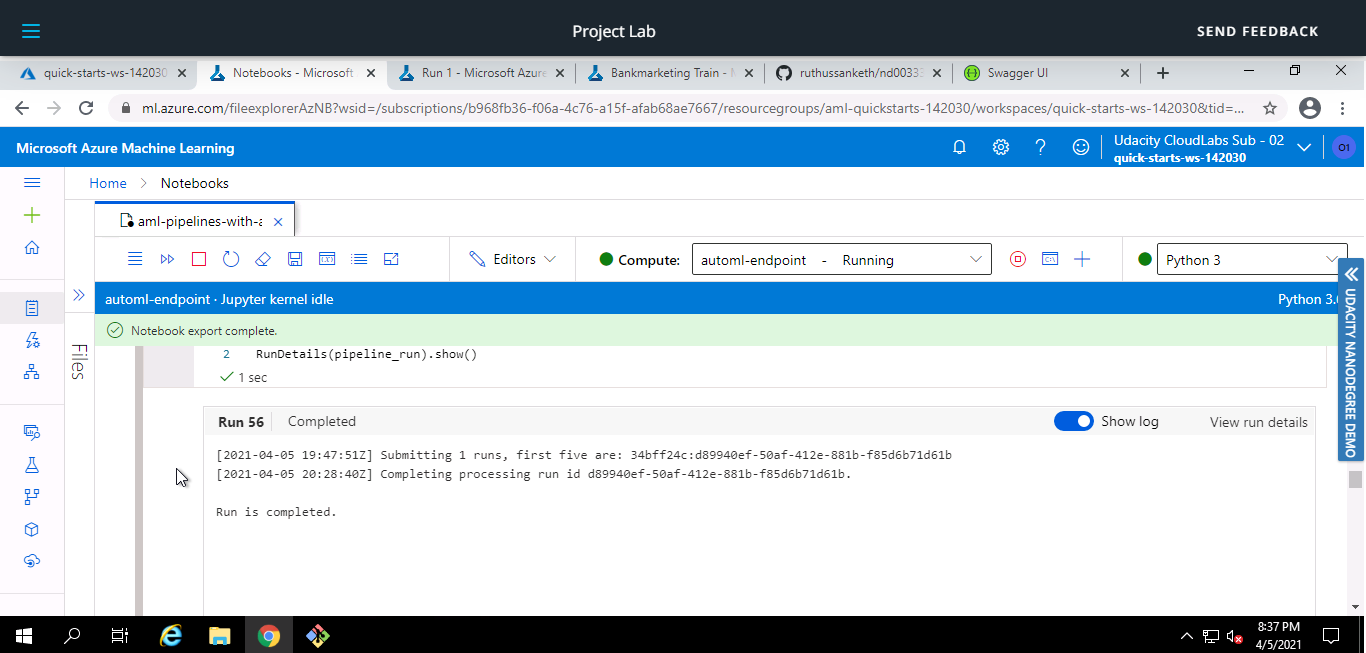 Project Lab
SEND FEEDBACK
quick-starts-ws-142030
Notebooks - Microsoft
Run 1 - Microsoft Azure
Bankmarketing Train -
ruthussanketh/nd0033
Swagger UI
ml.azure.com/fileexplorerAzNB?wsid=/subscriptions/b968fb36-f06a-4c76-a15f-afab68ae7667/resourcegroups/aml-quickstarts-142030/workspaces/quick-starts-ws-142030&tid=...
Microsoft Azure Machine Learning
Udacity CloudLabs Sub - 02
quick-starts-ws-142030
O1
Home > Notebooks
aml-pipelines-with-a
Editors
Compute:
automl-endpoint - Running
Python 3
automl-endpoint · Jupyter kernel idle
Python 3.
Notebook export complete.
Files
2 RunDetails(pipeline_run).show()
1 sec
Run 56
Completed
Show log
View run details
[2021-04-05 19:47:51Z] Submitting 1 runs, first five are: 34bff24c:d89940ef-50af-412e-881b-f85d6b71d61b
[2021-04-05 20:28:40Z] Completing processing run id d89940ef-50af-412e-881b-f85d6b71d61b.
Run is completed.
UDACITY NANODEGREE DEMO
8:37 PM
4/5/2021